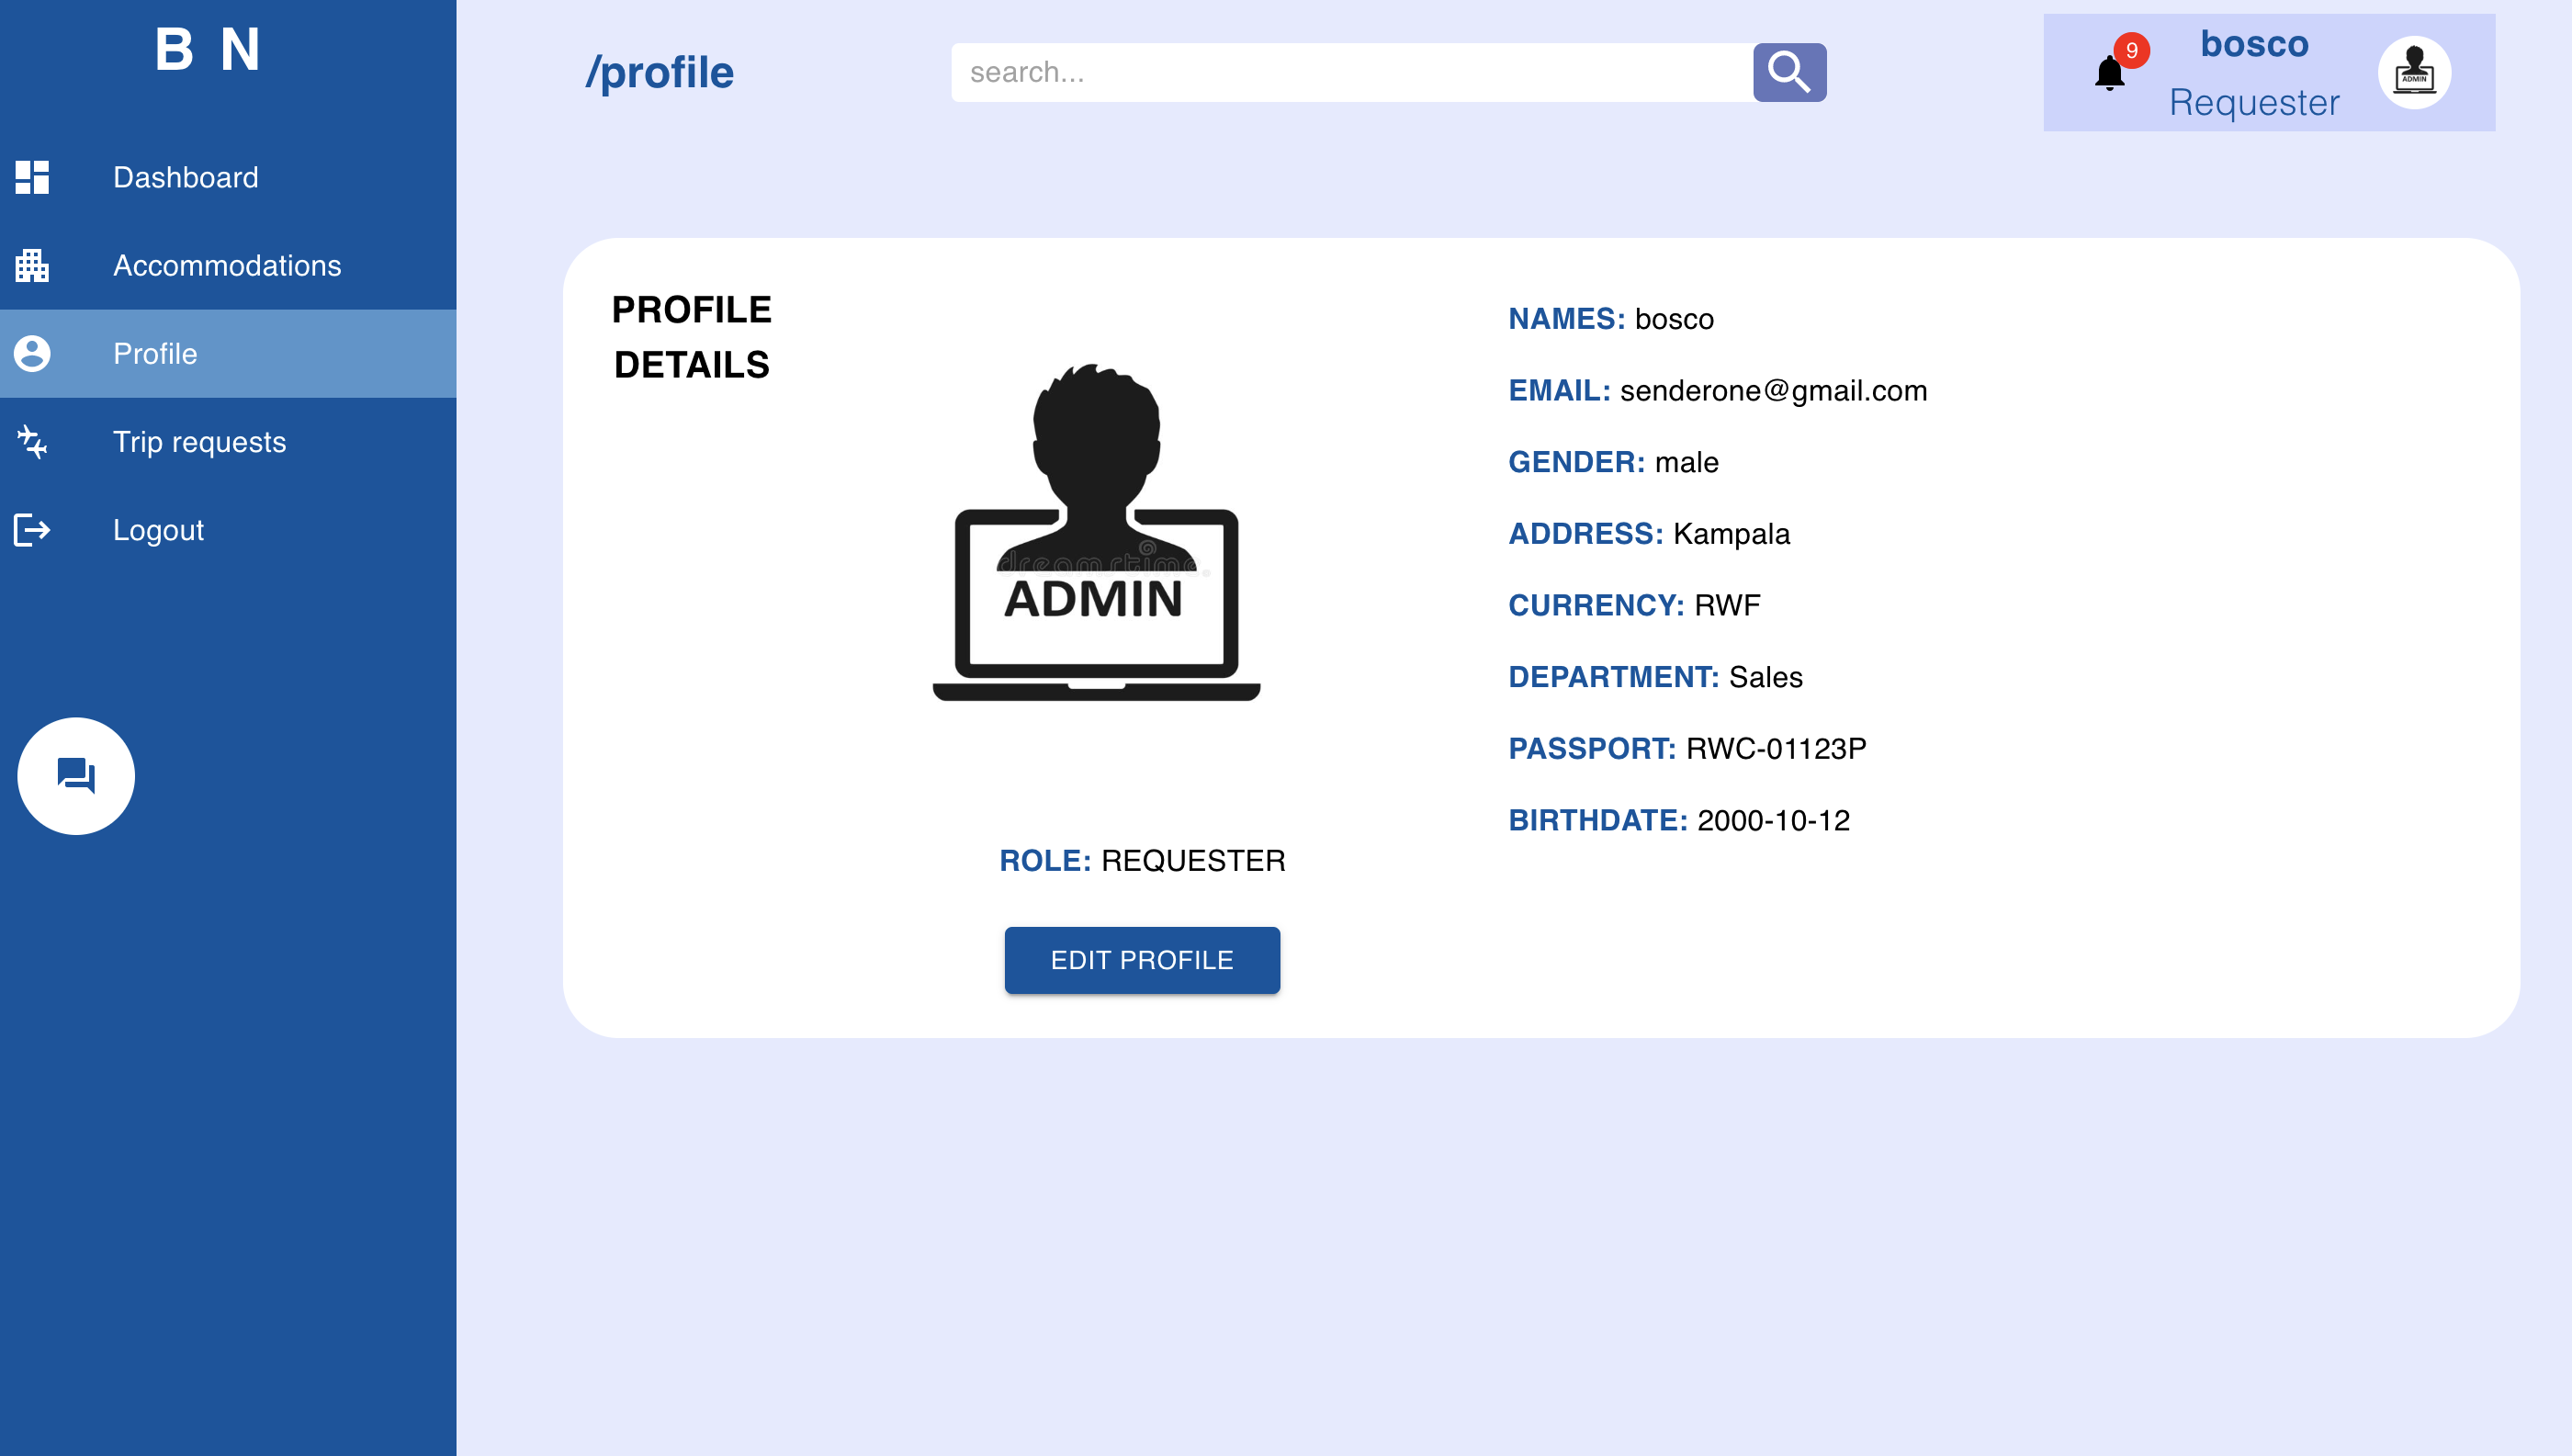 B N
Dashboard
Accommodations
Profile
Trip requests
Logout
/profile
search...
9
bosco
Requester
ADMIN
PROFILE
DETAILS
dreamstime.
ADMIN
ROLE: REQUESTER
EDIT PROFILE
NAMES: bosco
EMAIL: senderone@gmail.com
GENDER: male
ADDRESS: Kampala
CURRENCY: RWF
DEPARTMENT: Sales
PASSPORT: RWC-01123P
BIRTHDATE: 2000-10-12